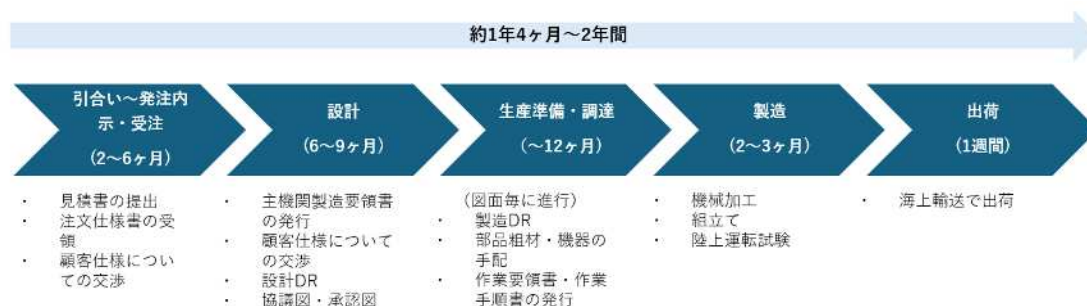 約1年4ヶ月～2年間
引合い～発注内
示・受注
（2～6ヶ月）
設計
（6～9ヶ月）
生産準備・調達
（～12ヶ月）
製造
（2～3ヶ月）
出荷
（1週間）
・ 見積書の提出
・ 注文仕様書の受
領
・ 顧客仕様につい
ての交渉
・ 主機関製造要領書
の発行
・ 顧客仕様について
の交渉
・ 設計DR
・ 協議図・承認図
（図面毎に進行）
・ 製造DR
・ 部品粗材・機器の
手配
・ 作業要領書・作業
手順書の発行
・ 機械加工
・ 組立て
・ 陸上運転試験
・ 海上輸送で出荷